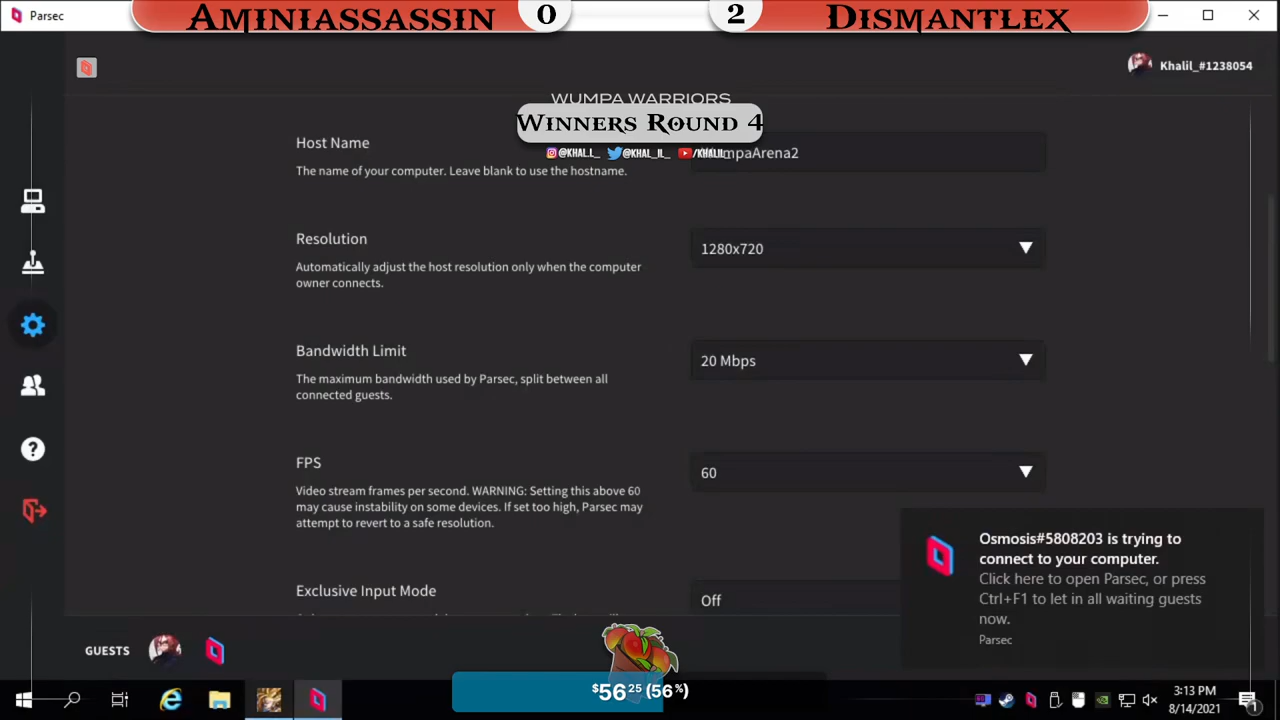 Parsec
Aminiassassin 0 2 Dismantlex
Khalil_#1238054
WUMPA WARRIORS
Winners Round 4
@KHAL.I._ @KHAL_IL_ /KHALIL_
Host Name
mpaArena2
The name of your computer. Leave blank to use the hostname.
Resolution
1280x720
Automatically adjust the host resolution only when the computer
owner connects.
Bandwidth Limit
20 Mbps
The maximum bandwidth used by Parsec, split between all
connected guests.
FPS
60
Video stream frames per second. WARNING: Setting this above 60
may cause instability on some devices. If set too high, Parsec may
attempt to revert to a safe resolution.
Exclusive Input Mode
Off
Osmosis#5808203 is trying to
connect to your computer.
Click here to open Parsec, or press
Ctrl+F1 to let in all waiting guests
now.
Parsec
GUESTS
$56.25 (56%)
3:13 PM
8/14/2021
1